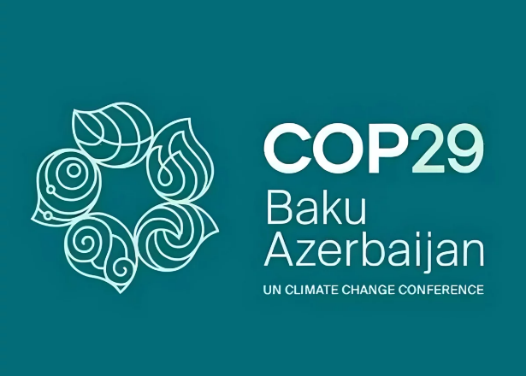 COP29
Baku
Azerbaijan
UN CLIMATE CHANGE CONFERENCE